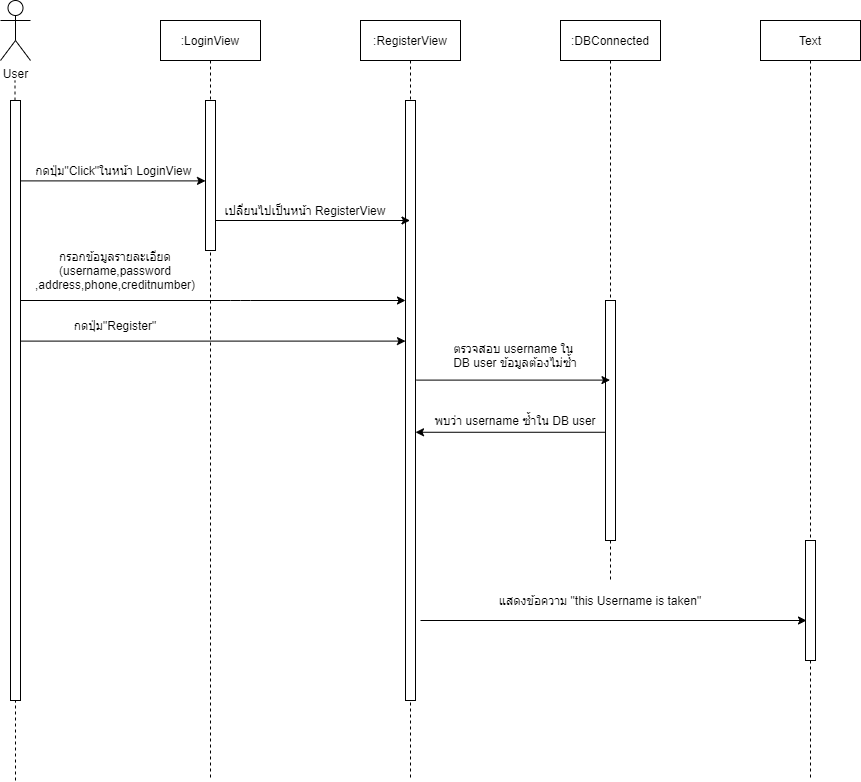 :LoginView
:RegisterView
:DBConnected
Text
User
กดปุ่ม"Click"ในหน้า LoginView
เปลี่ยนไปเป็นหน้า RegisterView
กรอกข้อมูลรายละเอียด
(username,password
,address,phone,creditnumber)
กดปุ่ม"Register"
ตรวจสอบ username ใน
DB user ข้อมูลต้องไม่ซ้ำ
พบว่า username ซ้ำใน DB user
แสดงข้อความ "this Username is taken"